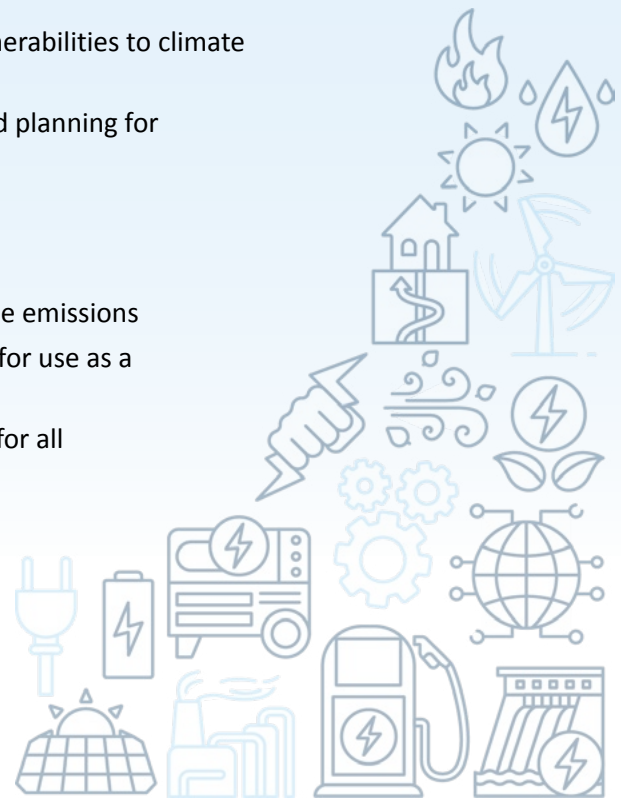 nerabilities to climate
d planning for
e emissions
for use as a
for all